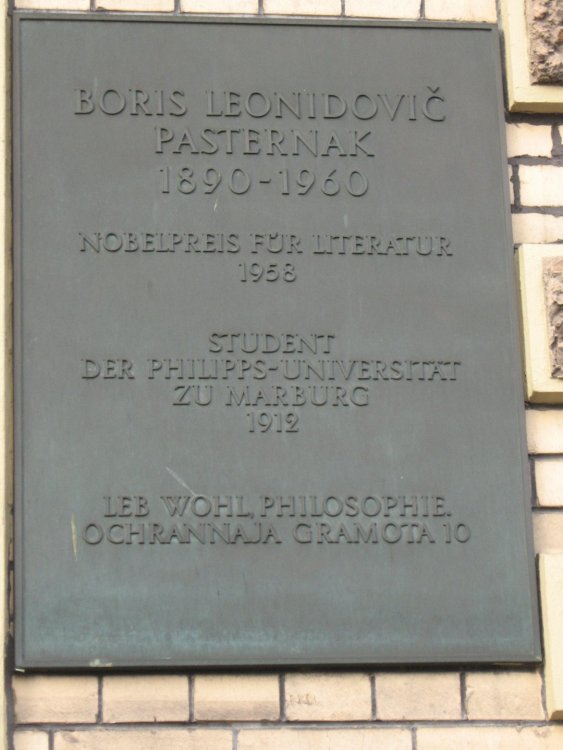 BORIS LEONIDOVIČ
PASTERNAK
1890-1960
NOBELPREIS FÜR LITERATUR
1958
STUDENT
DER PHILIPPS-UNIVERSITÄT
ZU MARBURG
1912
LEB WOHL, PHILOSOPHIE.
OCHRANNAJA GRAMOTA 10